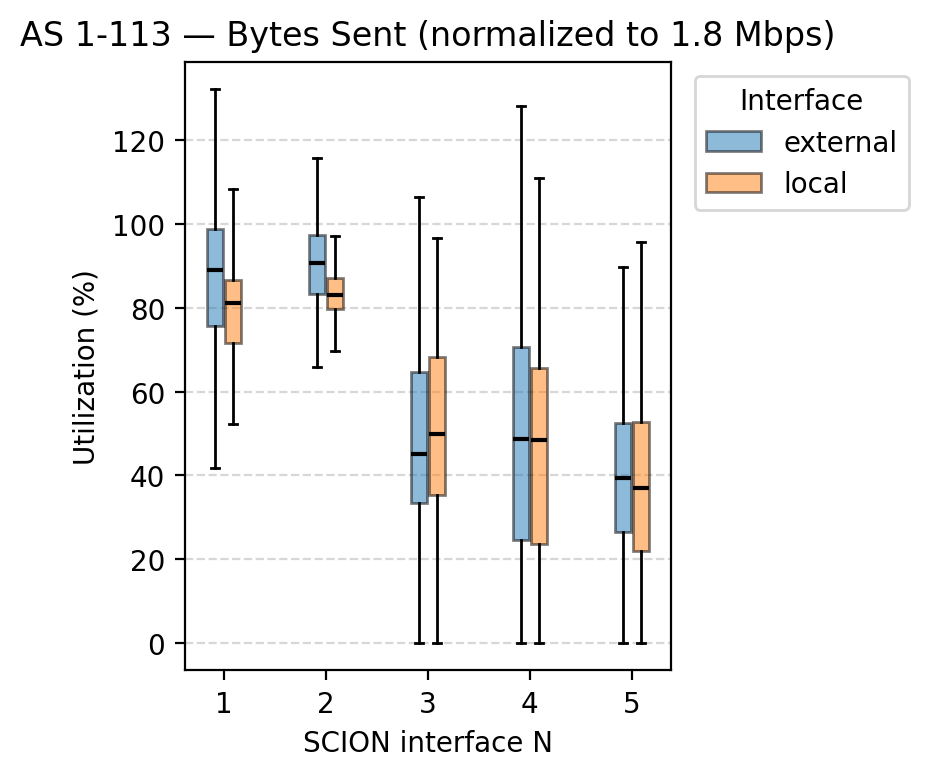 AS 1-113 — Bytes Sent (normalized to 1.8 Mbps)
Interface
external
local
Utilization (%)
120
100
80
60
40
20
0
1 2 3 4 5
SCION interface N